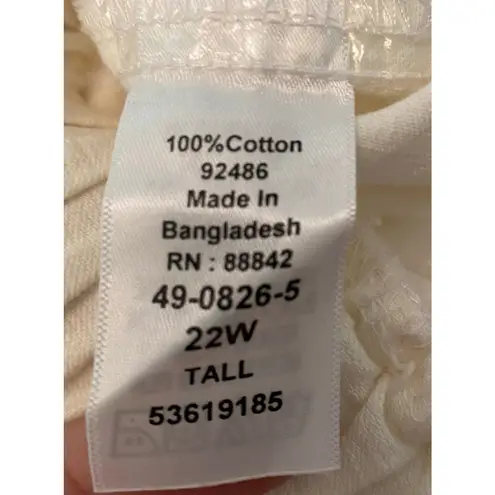 100%Cotton
92486
Made In
Bangladesh
RN : 88842
49-0826-5
22W
TALL
53619185